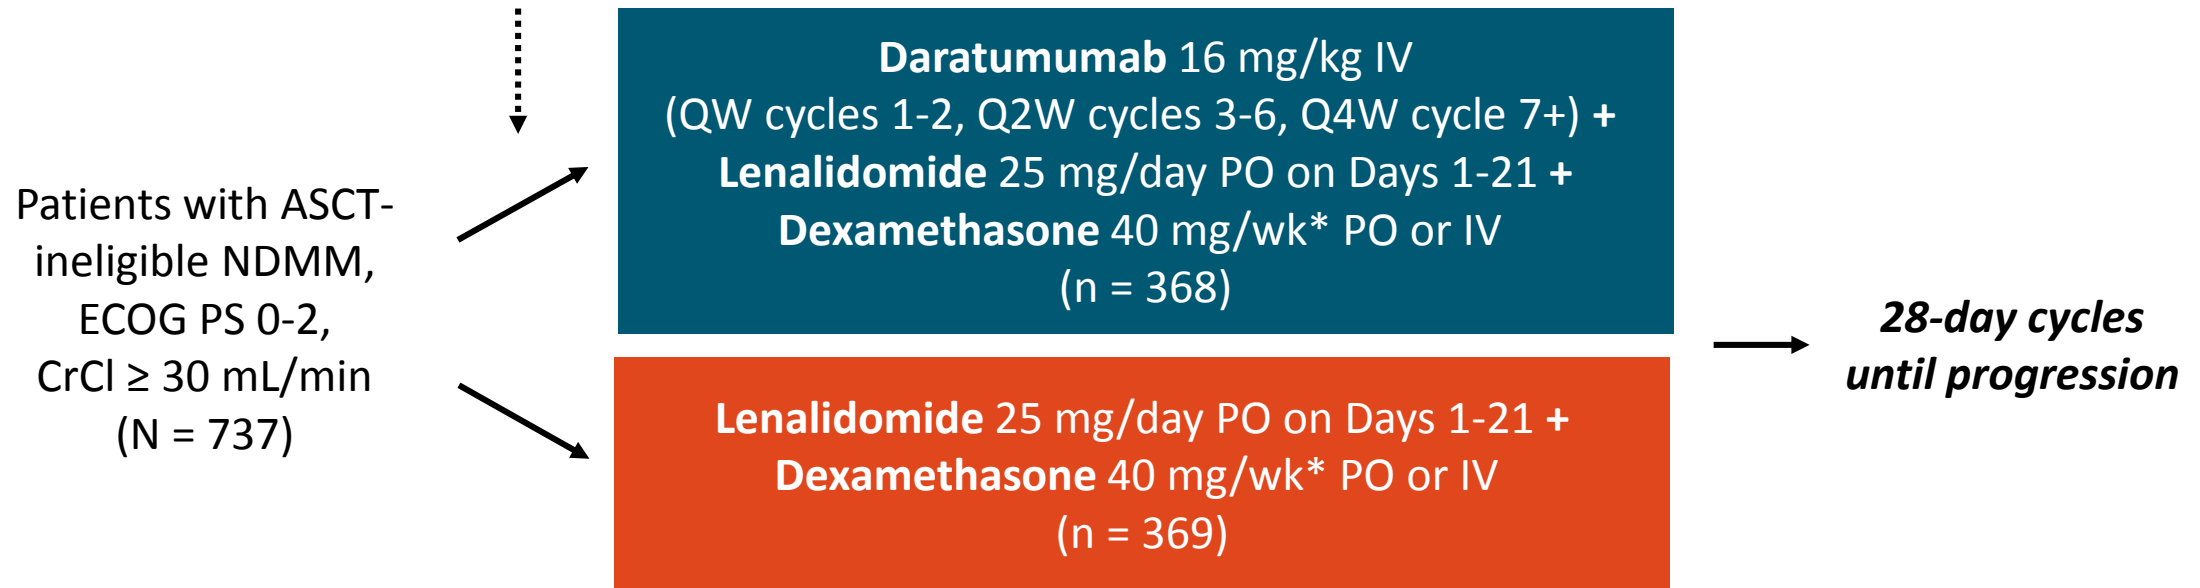 Patients with ASCT-
ineligible NDMM,
ECOG PS 0-2,
CrCl ≥ 30 mL/min
(N = 737)
Daratumumab 16 mg/kg IV
(QW cycles 1-2, Q2W cycles 3-6, Q4W cycle 7+) +
Lenalidomide 25 mg/day PO on Days 1-21 +
Dexamethasone 40 mg/wk* PO or IV
(n = 368)
Lenalidomide 25 mg/day PO on Days 1-21 +
Dexamethasone 40 mg/wk* PO or IV
(n = 369)
28-day cycles
until progression